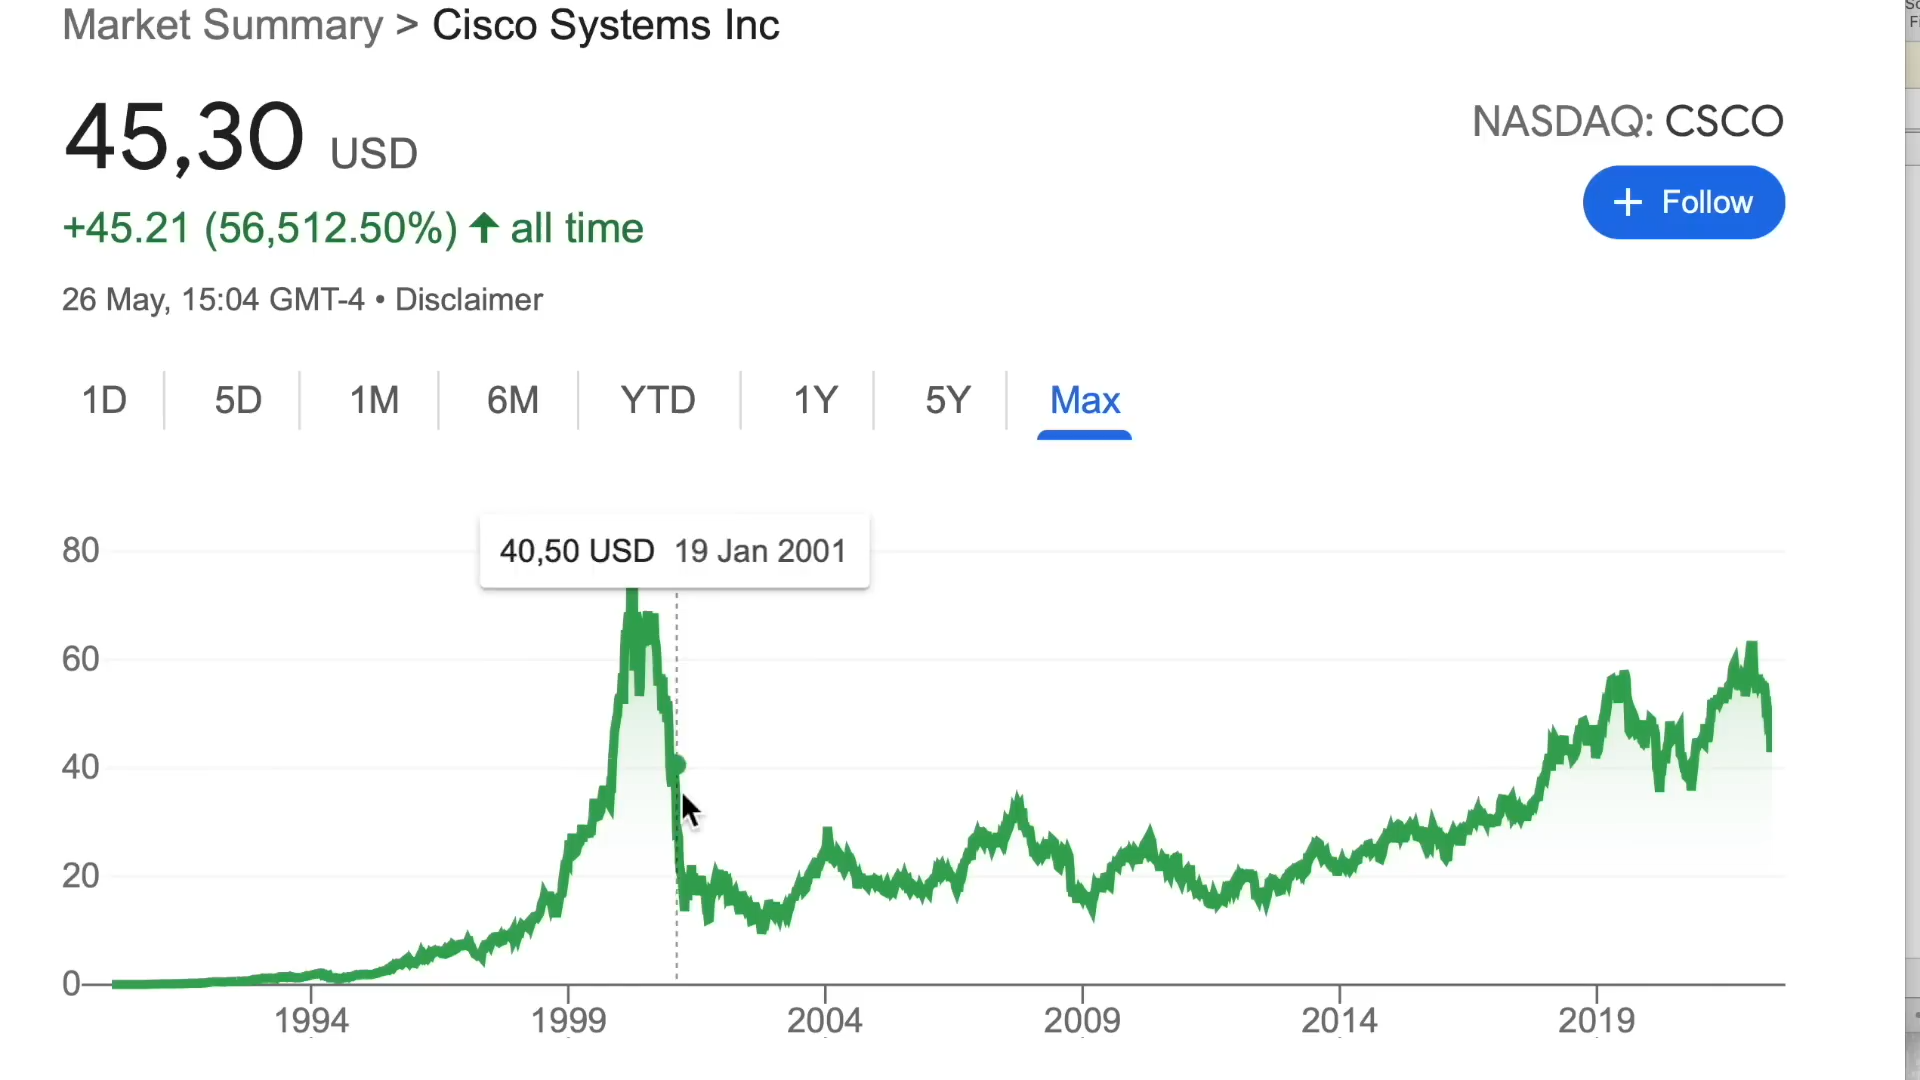 Market Summary > Cisco Systems Inc
45,30 USD
NASDAQ: CSCO
+ Follow
+45.21 (56,512.50%) ↑ all time
26 May, 15:04 GMT-4 • Disclaimer
1D 5D 1M 6M YTD 1Y 5Y Max
40,50 USD 19 Jan 2001
80
60
40
20
0
1994 1999 2004 2009 2014 2019